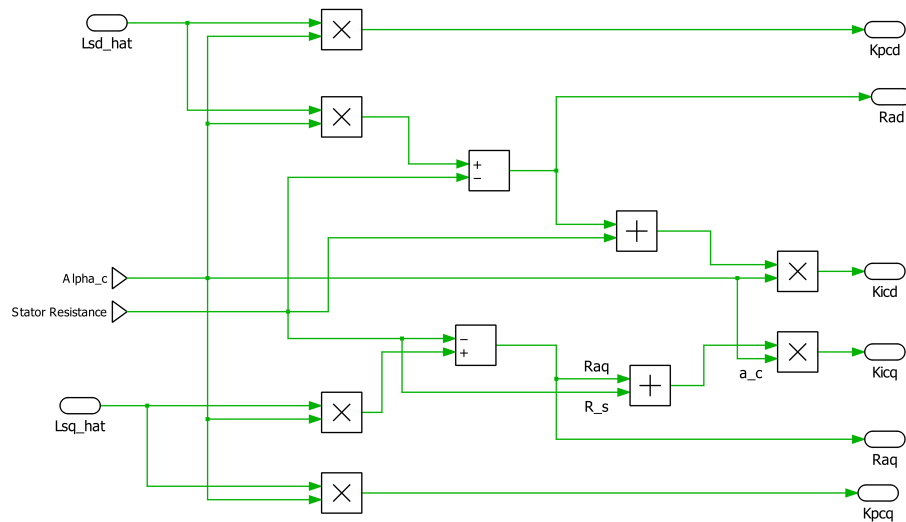 Lsd_hat
Kpcd
Rad
Alpha_c
Kicd
Stator Resistance
Kicq
Raq
a_c
R_s
Lsq_hat
Raq
Kpcq